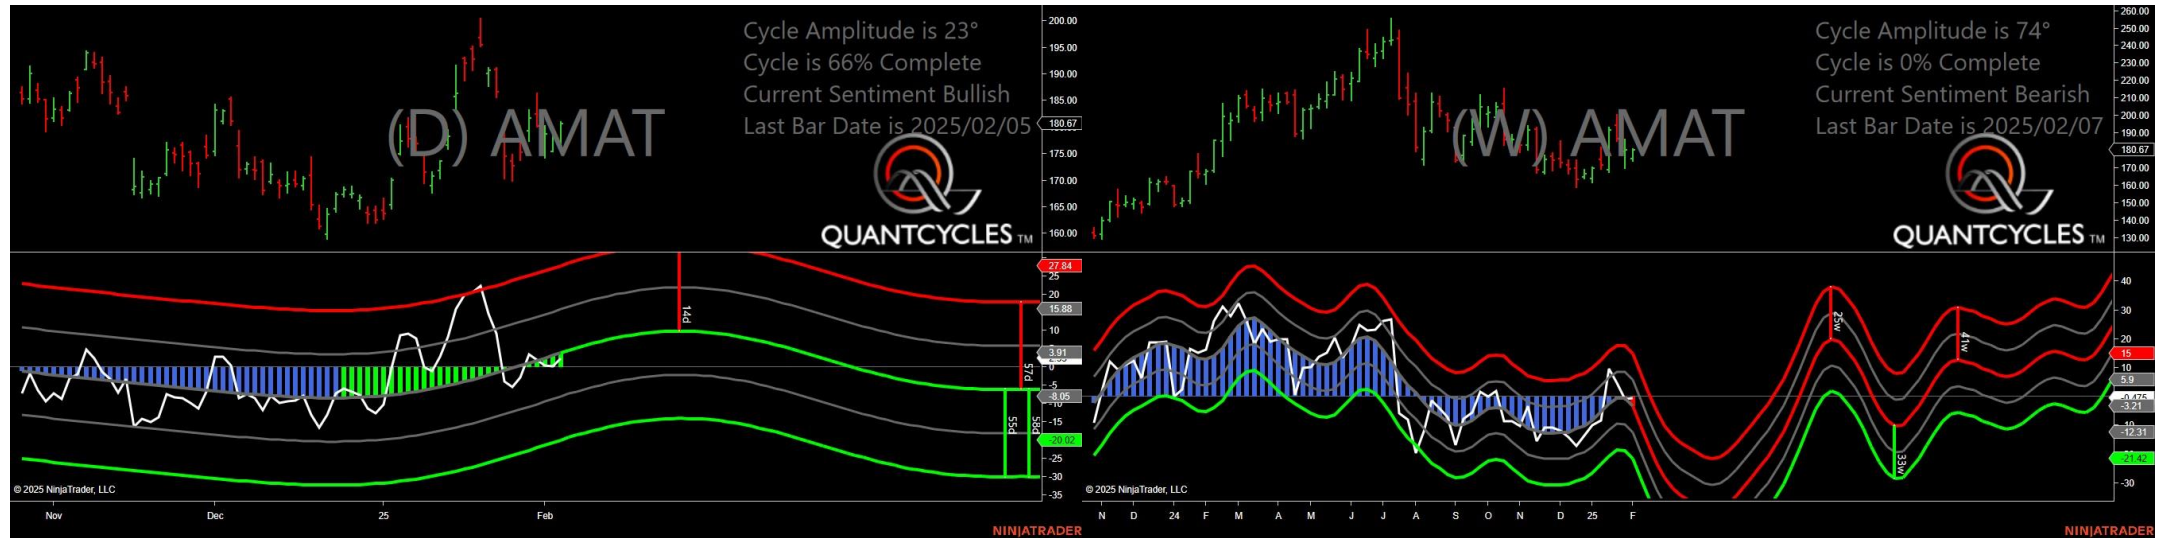 Cycle Amplitude is 23°
Cycle is 66% Complete
Current Sentiment Bullish
Last Bar Date is 2025/02/05
(D) AMAT
QUANTCYCLES TM
200.00
195.00
190.00
185.00
180.67
175.00
170.00
165.00
160.00
27.84
25
20
15.88
10
3.91
0
-5
-8.05
-15
-20.02
-25
-30
-35
14d
57d
55d
58d
© 2025 NinjaTrader, LLC
Nov Dec 25 Feb
NINJATRADER
Cycle Amplitude is 74°
Cycle is 0% Complete
Current Sentiment Bearish
Last Bar Date is 2025/02/07
(W) AMAT
QUANTCYCLES TM
260.00
250.00
240.00
230.00
220.00
210.00
200.00
190.00
180.67
170.00
160.00
150.00
140.00
130.00
40
30
20
15
10
5.9
-0.475
-3.21
-12.31
-21.42
-30
25w
41w
33w
© 2025 NinjaTrader, LLC
N D 24 F M A M J J A S O N D 25 F
NINJATRADER